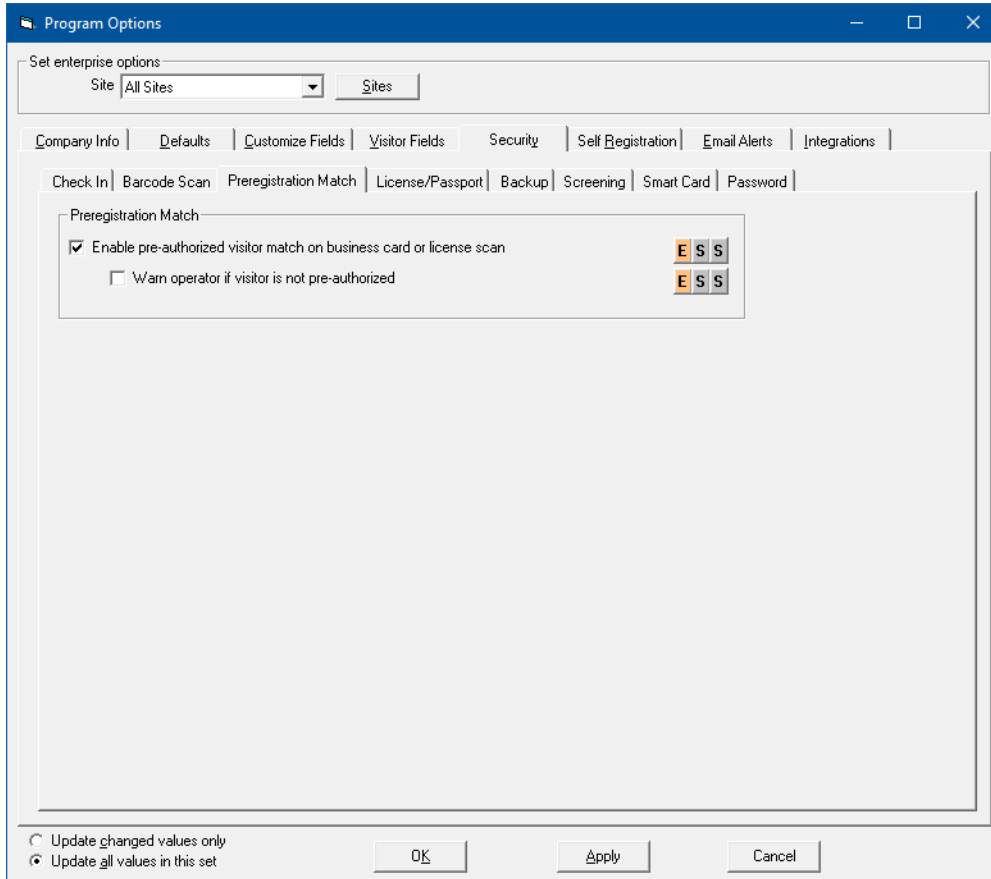 Program Options
Set enterprise options
Site All Sites Sites
Company Info Defaults Customize Fields Visitor Fields Security Self Registration Email Alerts Integrations
Check In Barcode Scan Preregistration Match License/Passport Backup Screening Smart Card Password
Preregistration Match
Enable pre-authorized visitor match on business card or license scan E S S
Warn operator if visitor is not pre-authorized E S S
Update changed values only
Update all values in this set
OK Apply Cancel